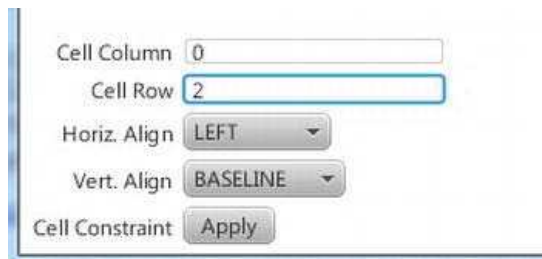 Cell Column 0
Cell Row 2
Horiz. Align LEFT
Vert. Align BASELINE
Cell Constraint Apply